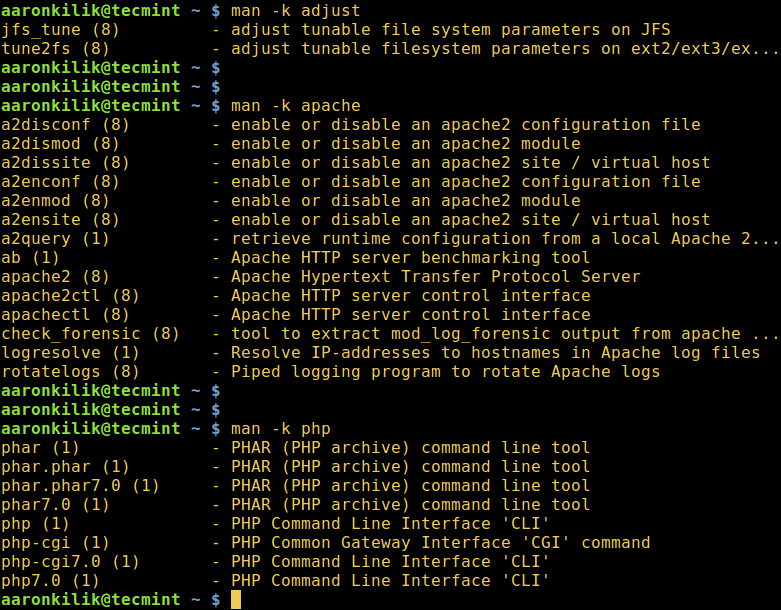 aaronkilik@tecmint ~ $ man -k adjust
jfs_tune (8)         - adjust tunable file system parameters on JFS
tune2fs (8)          - adjust tunable filesystem parameters on ext2/ext3/ex...
aaronkilik@tecmint ~ $
aaronkilik@tecmint ~ $
aaronkilik@tecmint ~ $ man -k apache
a2disconf (8)        - enable or disable an apache2 configuration file
a2dismod (8)         - enable or disable an apache2 module
a2dissite (8)        - enable or disable an apache2 site / virtual host
a2enconf (8)         - enable or disable an apache2 configuration file
a2enmod (8)          - enable or disable an apache2 module
a2ensite (8)         - enable or disable an apache2 site / virtual host
a2query (1)          - retrieve runtime configuration from a local Apache 2...
ab (1)               - Apache HTTP server benchmarking tool
apache2 (8)          - Apache Hypertext Transfer Protocol Server
apache2ctl (8)       - Apache HTTP server control interface
apachectl (8)        - Apache HTTP server control interface
check_forensic (8)   - tool to extract mod_log_forensic output from apache ...
logresolve (1)       - Resolve IP-addresses to hostnames in Apache log files
rotatelogs (8)       - Piped logging program to rotate Apache logs
aaronkilik@tecmint ~ $
aaronkilik@tecmint ~ $
aaronkilik@tecmint ~ $ man -k php
phar (1)             - PHAR (PHP archive) command line tool
phar.phar (1)        - PHAR (PHP archive) command line tool
phar.phar7.0 (1)     - PHAR (PHP archive) command line tool
phar7.0 (1)          - PHAR (PHP archive) command line tool
php (1)              - PHP Command Line Interface 'CLI'
php-cgi (1)          - PHP Common Gateway Interface 'CGI' command
php-cgi7.0 (1)       - PHP Command Line Interface 'CLI'
php7.0 (1)           - PHP Command Line Interface 'CLI'
aaronkilik@tecmint ~ $